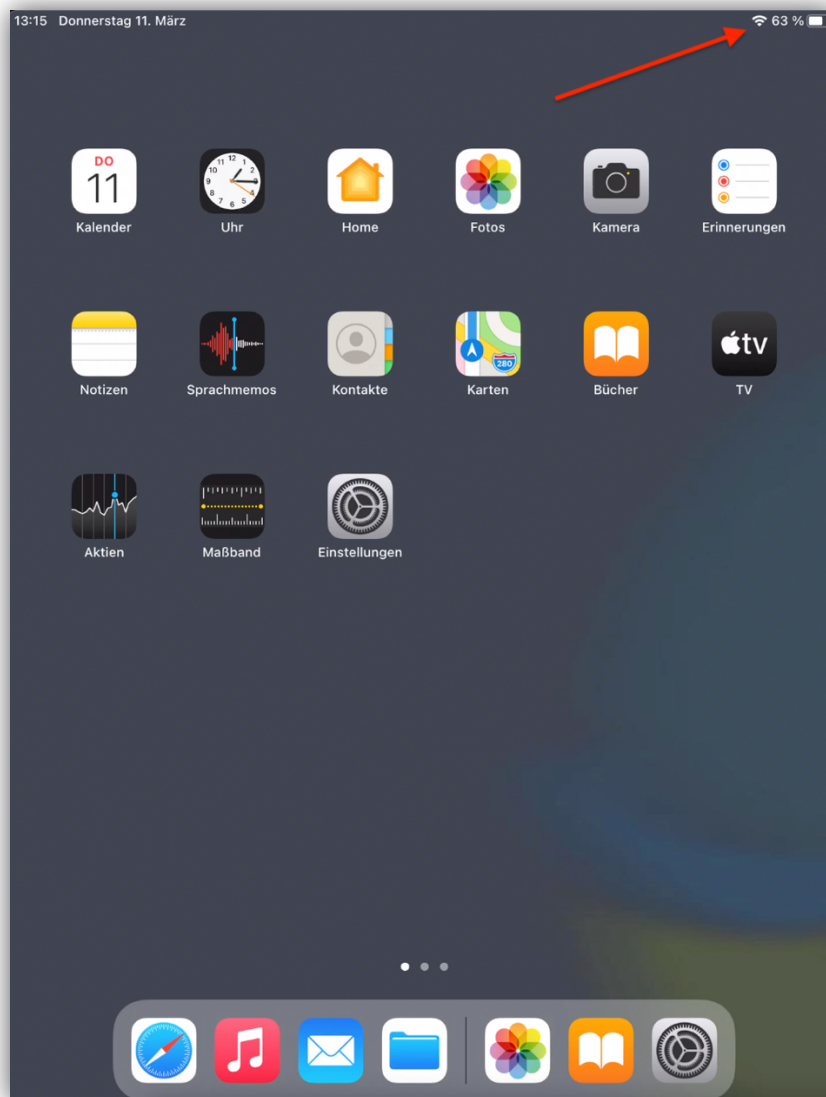 13:15 Donnerstag 11. März
63 %
DO
11
Kalender
Uhr
Home
Fotos
Kamera
Erinnerungen
280
tv
Notizen
Sprachmemos
Kontakte
Karten
Bücher
TV
Aktien
Maßband
Einstellungen